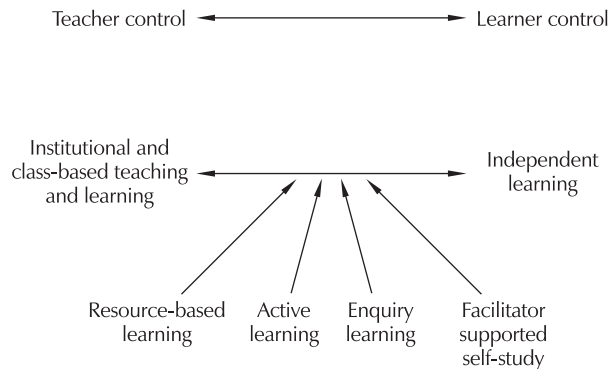 Teacher control
Learner control
Institutional and
class-based teaching
and learning
Independent
learning
Resource-based
learning
Active
learning
Enquiry
learning
Facilitator
supported
self-study